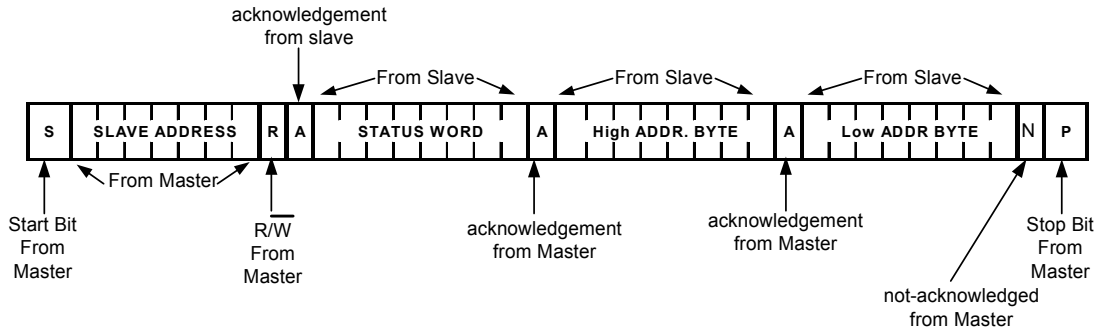 acknowledgement
from slave
From Slave
From Slave
From Slave
S
SLAVE ADDRESS
R
A
STATUS WORD
A
High ADDR. BYTE
A
Low ADDR BYTE
N
P
From Master
Start Bit
From
Master
R/W
From
Master
acknowledgement
from Master
acknowledgement
from Master
not-acknowledged
from Master
Stop Bit
From
Master